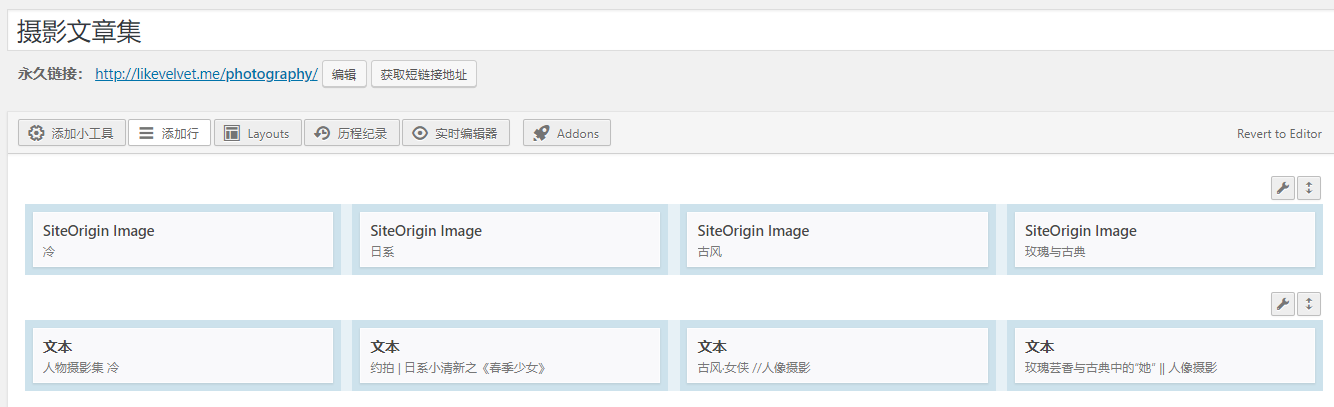 摄影文章集
永久链接： http://likevelvet.me/photography/ 编辑 获取短链接地址
添加小工具 添加行 Layouts 历程纪录 实时编辑器 Addons Revert to Editor
SiteOrigin Image SiteOrigin Image SiteOrigin Image SiteOrigin Image
冷 日系 古风 玫瑰与古典
文本 文本 文本 文本
人物摄影集 冷 约拍 | 日系小清新之《春季少女》 古风·女侠 //人像摄影 玫瑰芸香与古典中的“她” || 人像摄影